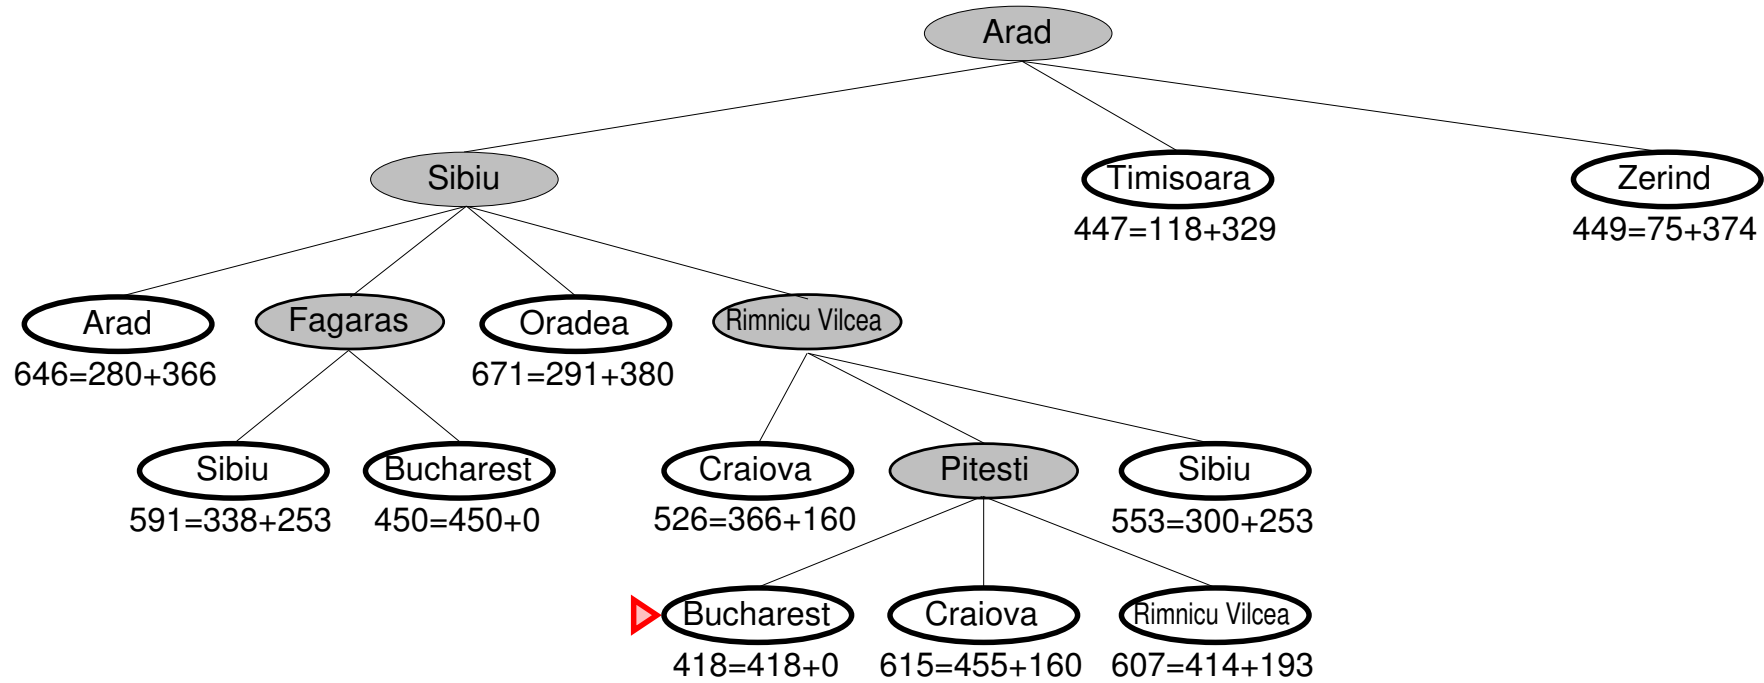 Arad
Sibiu
Timisoara
Zerind
447=118+329
449=75+374
Arad
Fagaras
Oradea
Rimnicu Vilcea
646=280+366
671=291+380
Sibiu
Bucharest
Craiova
Pitesti
Sibiu
591=338+253
450=450+0
526=366+160
553=300+253
Bucharest
Craiova
Rimnicu Vilcea
418=418+0
615=455+160
607=414+193